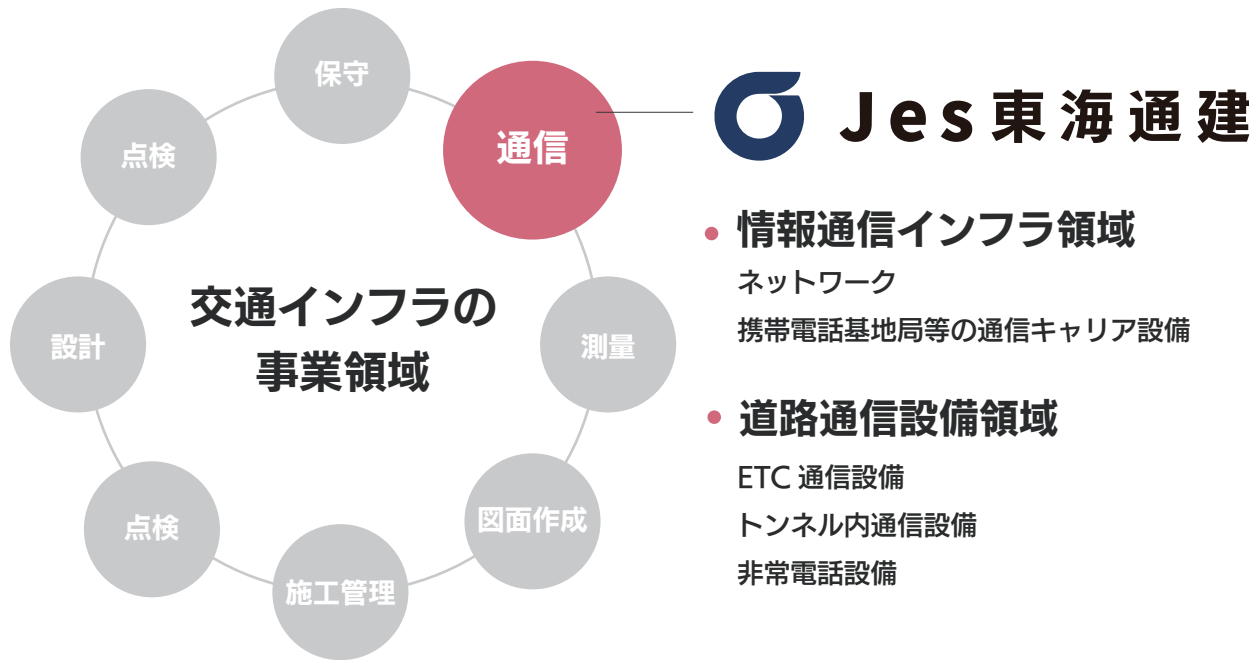 保守
通信
測量
図面作成
施工管理
点検
設計
点検
交通インフラの
事業領域
Jes東海通建
• 情報通信インフラ領域
ネットワーク
携帯電話基地局等の通信キャリア設備
• 道路通信設備領域
ETC 通信設備
トンネル内通信設備
非常電話設備